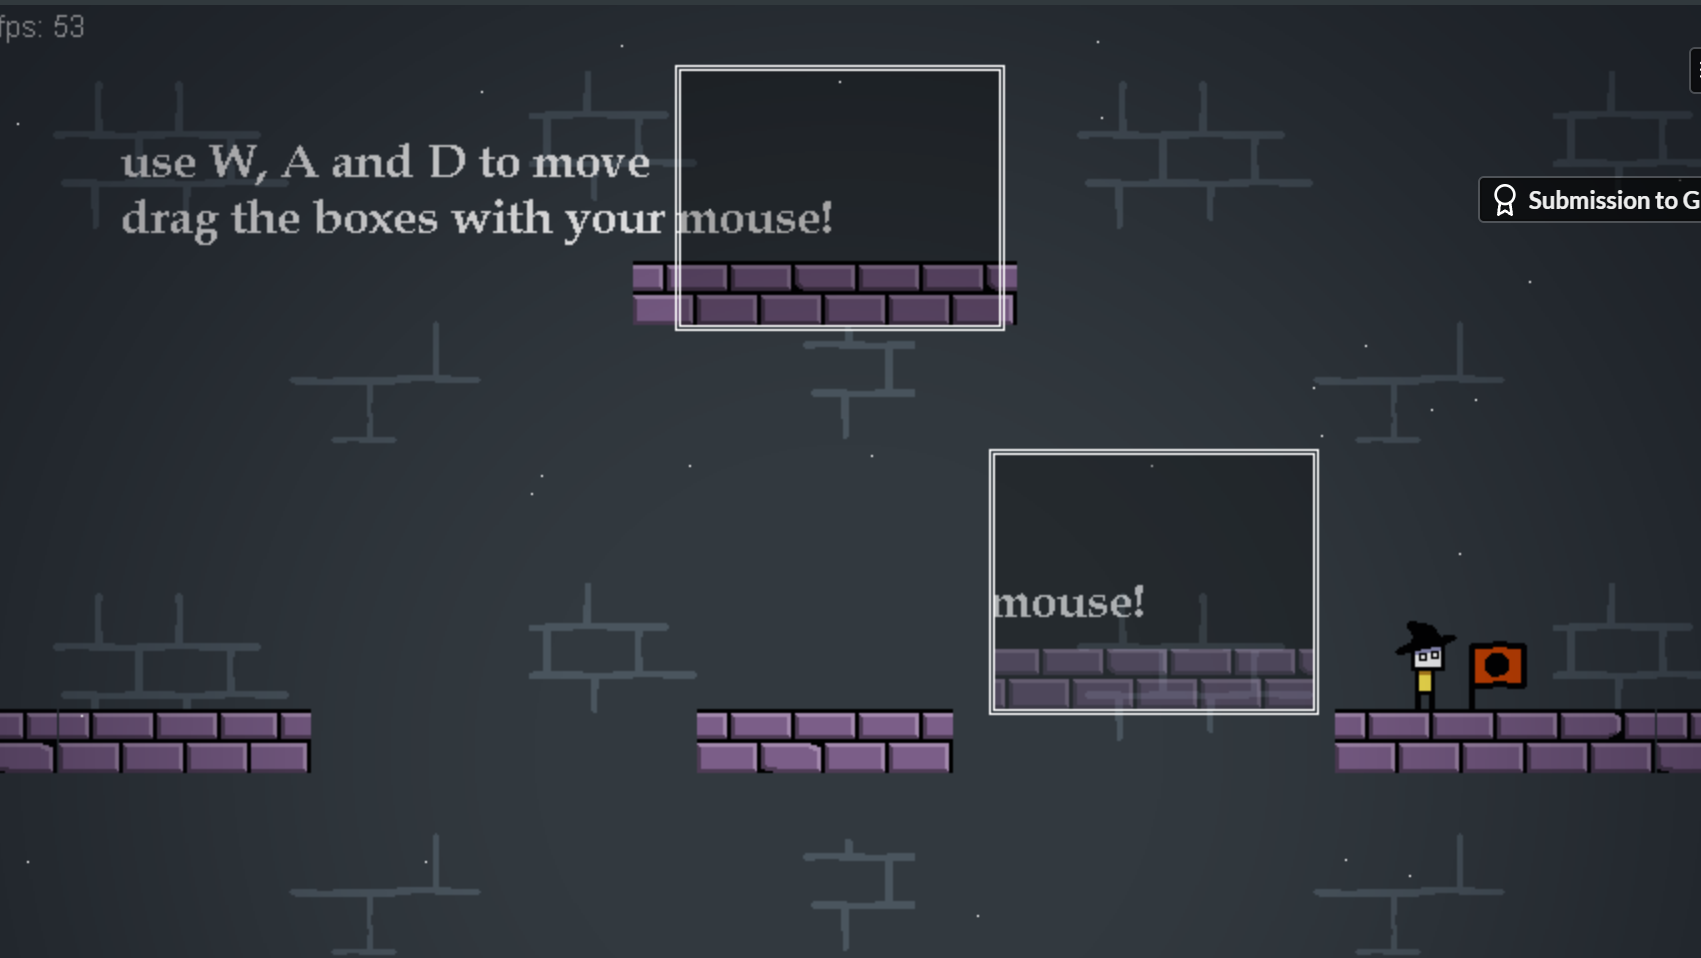 fps: 53
use W, A and D to move
drag the boxes with your mouse!
Submission to G
mouse!